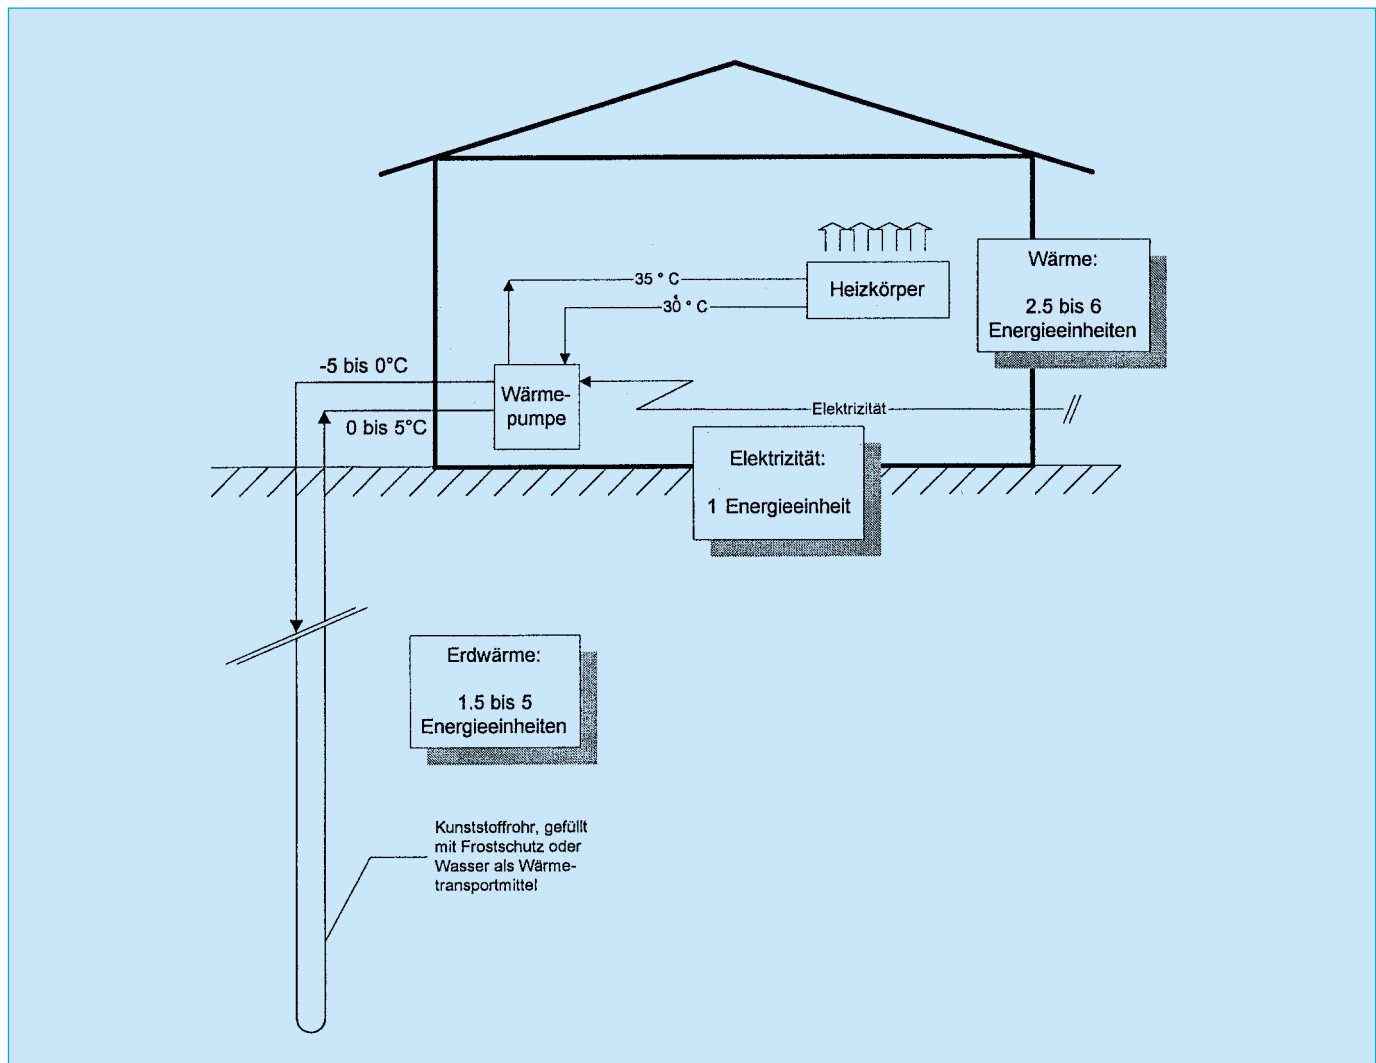 35 ° C
30 ° C
Heizkörper
Wärme:
2.5 bis 6
Energieeinheiten
-5 bis 0°C
Wärme-
pumpe
0 bis 5°C
Elektrizität
Elektrizität:
1 Energieeinheit
Erdwärme:
1.5 bis 5
Energieeinheiten
Kunststoffrohr, gefüllt
mit Frostschutz oder
Wasser als Wärme-
transportmittel